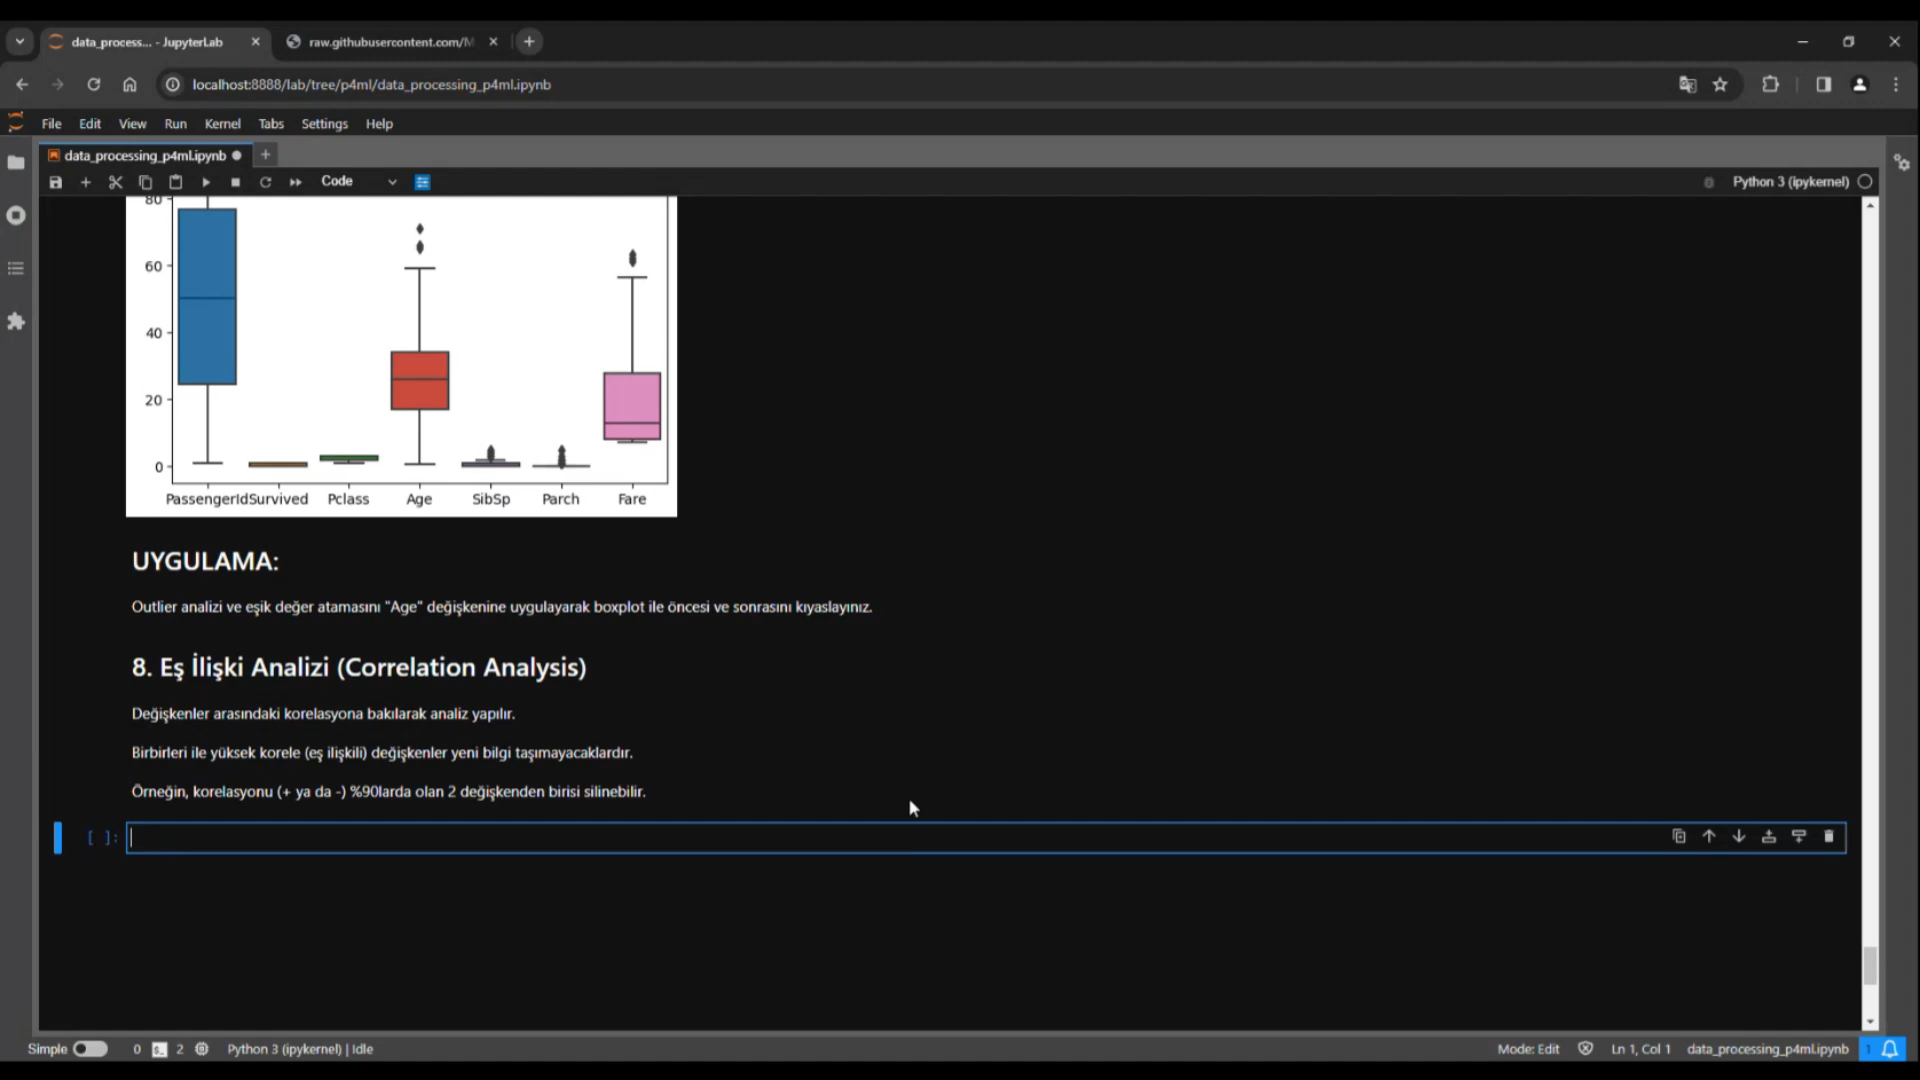 data_process... - JupyterLab
raw.githubusercontent.com/M
localhost:8888/lab/tree/p4ml/data_processing_p4ml.ipynb
File Edit View Run Kernel Tabs Settings Help
data_processing_p4ml.ipynb
Code
Python 3 (ipykernel)
80
60
40
20
0
PassengerId Survived Pclass Age SibSp Parch Fare
UYGULAMA:
Outlier analizi ve eşik değer atamasını "Age" değişkenine uygulayarak boxplot ile öncesi ve sonrasını kıyaslayınız.
8. Eş İlişki Analizi (Correlation Analysis)
Değişkenler arasındaki korelasyona bakılarak analiz yapılır.
Birbirleri ile yüksek korele (eş ilişkili) değişkenler yeni bilgi taşımayacaklardır.
Örneğin, korelasyonu (+ ya da -) %90larda olan 2 değişkenden birisi silinebilir.
[ ]:
Simple 0 2 Python 3 (ipykernel) | Idle Mode: Edit Ln 1, Col 1 data_processing_p4ml.ipynb 1